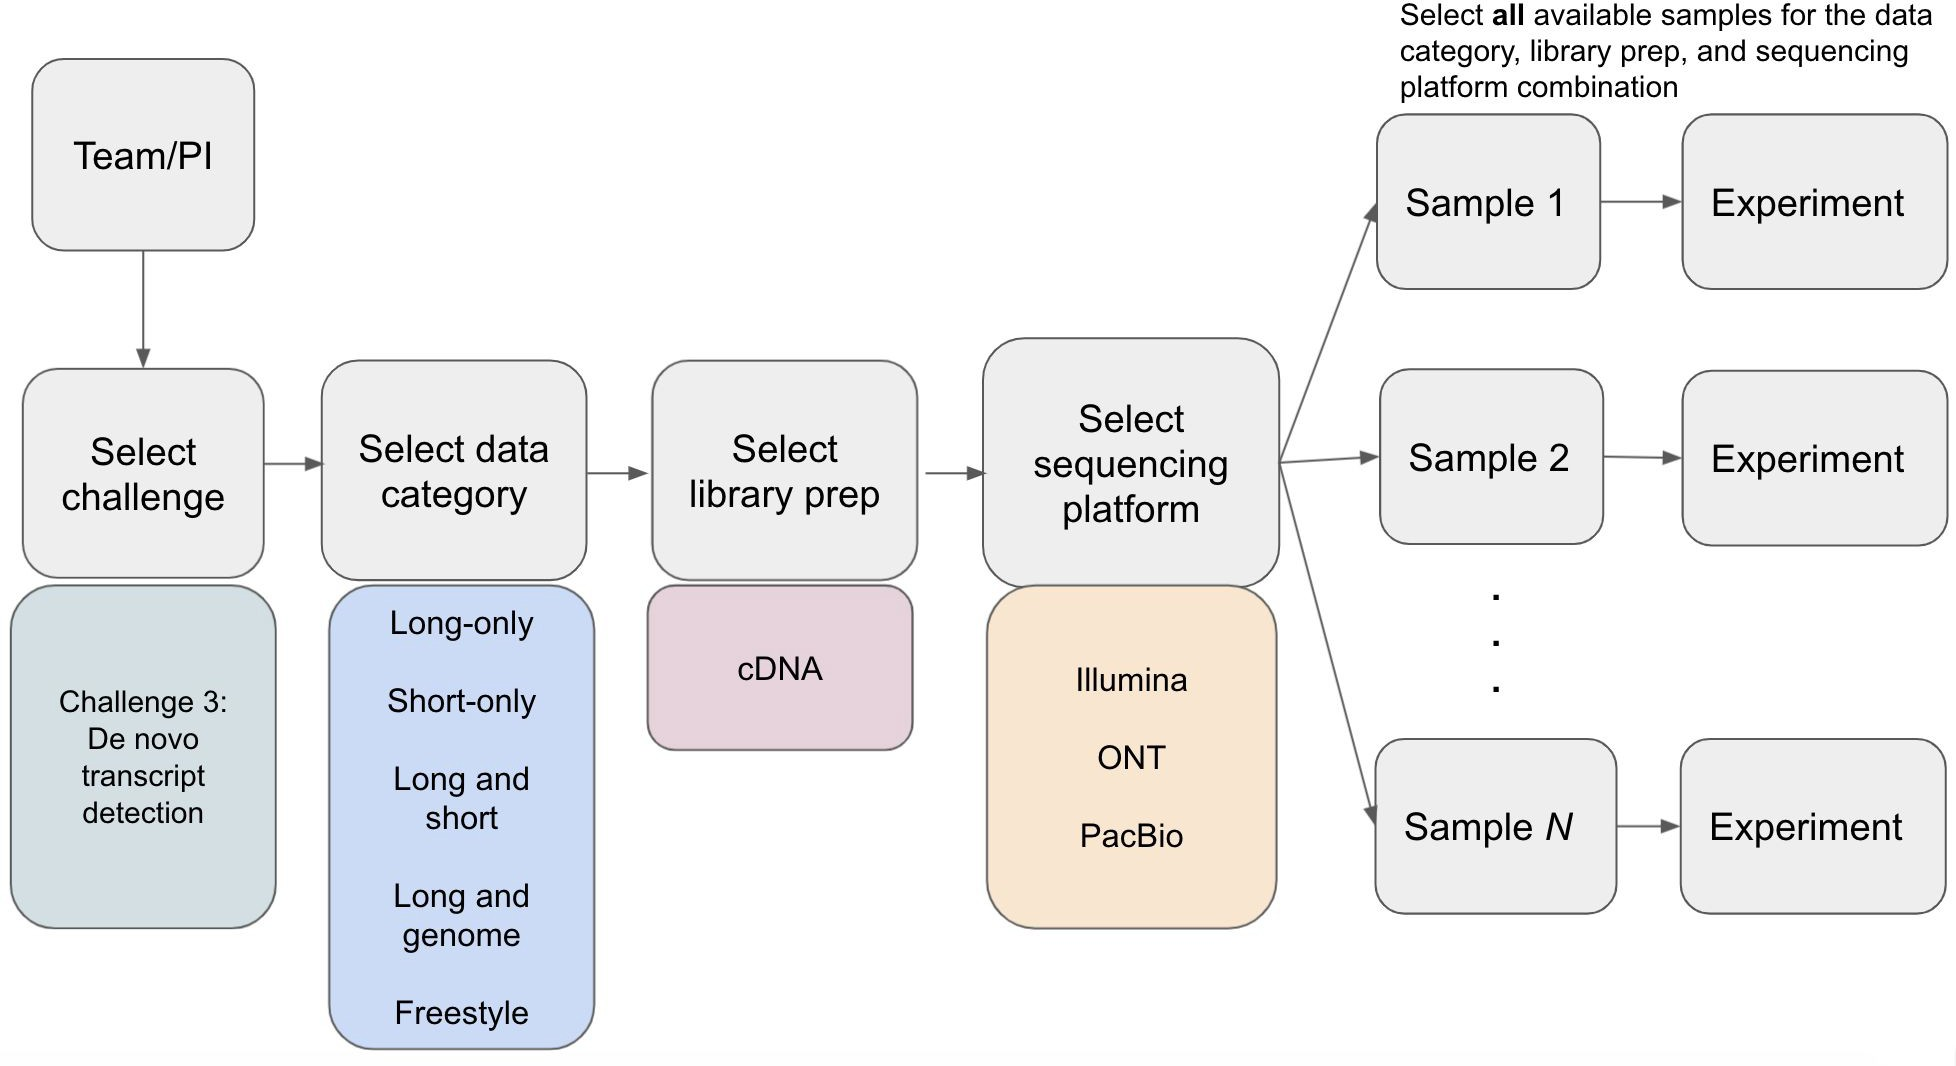 Select all available samples for the data
category, library prep, and sequencing
platform combination
Team/PI
Select
challenge
Challenge 3:
De novo
transcript
detection
Select data
category
Long-only
Short-only
Long and
short
Long and
genome
Freestyle
Select
library prep
cDNA
Select
sequencing
platform
Illumina
ONT
PacBio
Sample 1
Experiment
Sample 2
Experiment
.
.
.
Sample N
Experiment